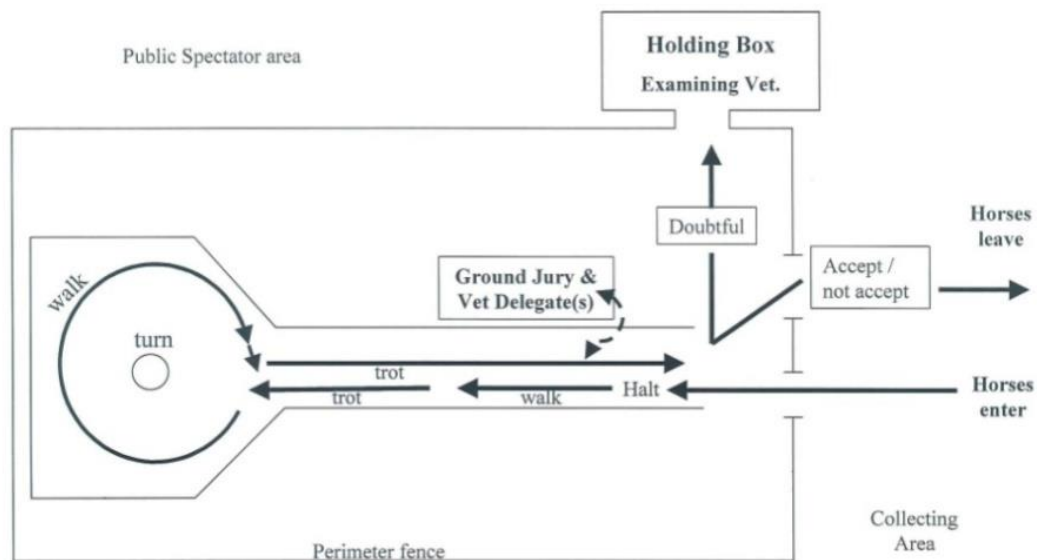 Public Spectator area
Holding Box
Examining Vet.
Doubtful
Horses
leave
Accept /
not accept
Ground Jury &
Vet Delegate(s)
walk
turn
trot
trot
walk
Halt
Horses
enter
Collecting
Area
Perimeter fence